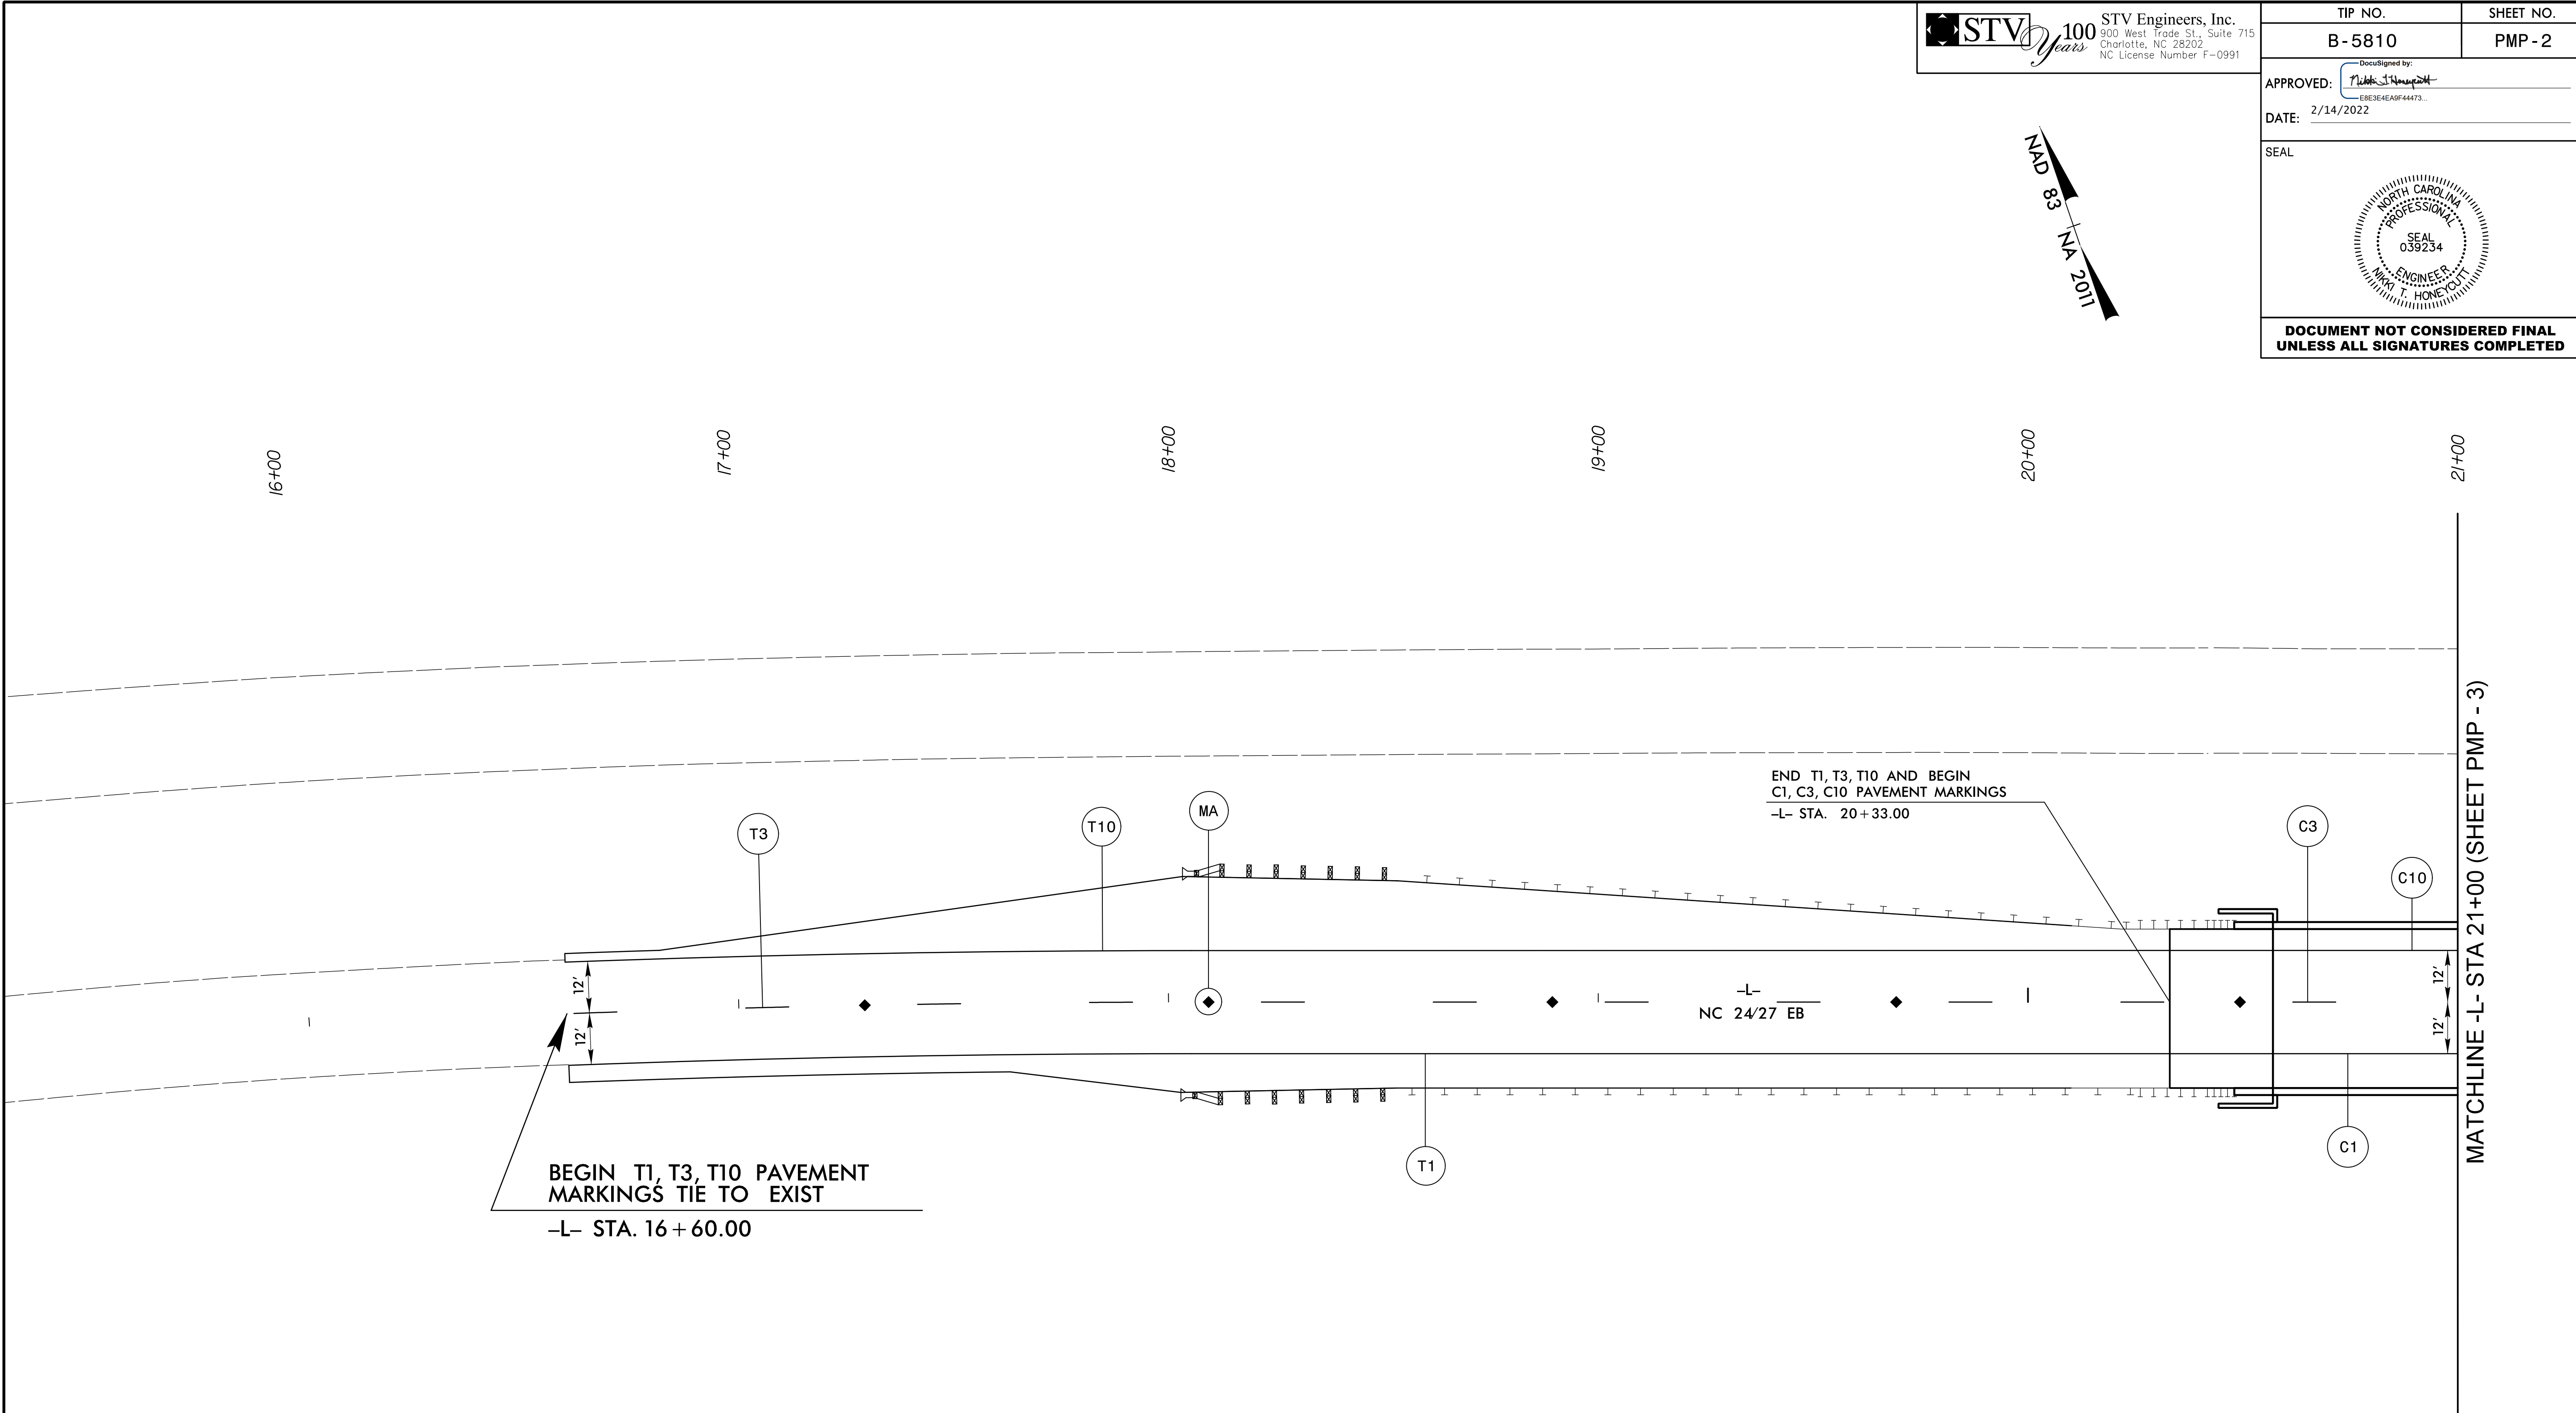 STV
100
Years
STV Engineers, Inc.
900 West Trade St., Suite 715
Charlotte, NC 28202
NC License Number F-0991
TIP NO.
SHEET NO.
B-5810
PMP-2
DocuSigned by:
APPROVED:
E8E3E4EA9F44473...
DATE: 2/14/2022
SEAL
NORTH CAROLINA
PROFESSIONAL
SEAL
039234
ENGINEER
NIKKI T. HONEYCUTT
DOCUMENT NOT CONSIDERED FINAL
UNLESS ALL SIGNATURES COMPLETED
NAD 83 NA 2011
16+00
17+00
18+00
19+00
20+00
21+00
END T1, T3, T10 AND BEGIN
C1, C3, C10 PAVEMENT MARKINGS
-L- STA. 20+33.00
T3
T10
MA
C3
C10
12'
12'
-L-
NC 24/27 EB
12'
12'
T1
C1
BEGIN T1, T3, T10 PAVEMENT
MARKINGS TIE TO EXIST
-L- STA. 16+60.00
MATCHLINE -L- STA 21+00 (SHEET PMP - 3)